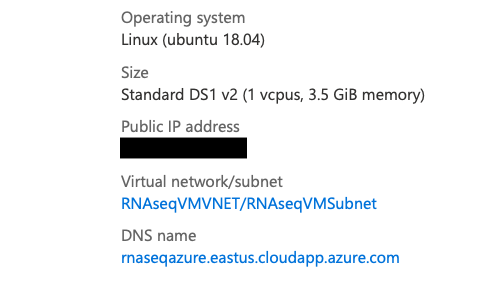 Operating system
Linux (ubuntu 18.04)
Size
Standard DS1 v2 (1 vcpus, 3.5 GiB memory)
Public IP address
Virtual network/subnet
RNAseqVMVNET/RNAseqVMSubnet
DNS name
rnaseqazure.eastus.cloudapp.azure.com